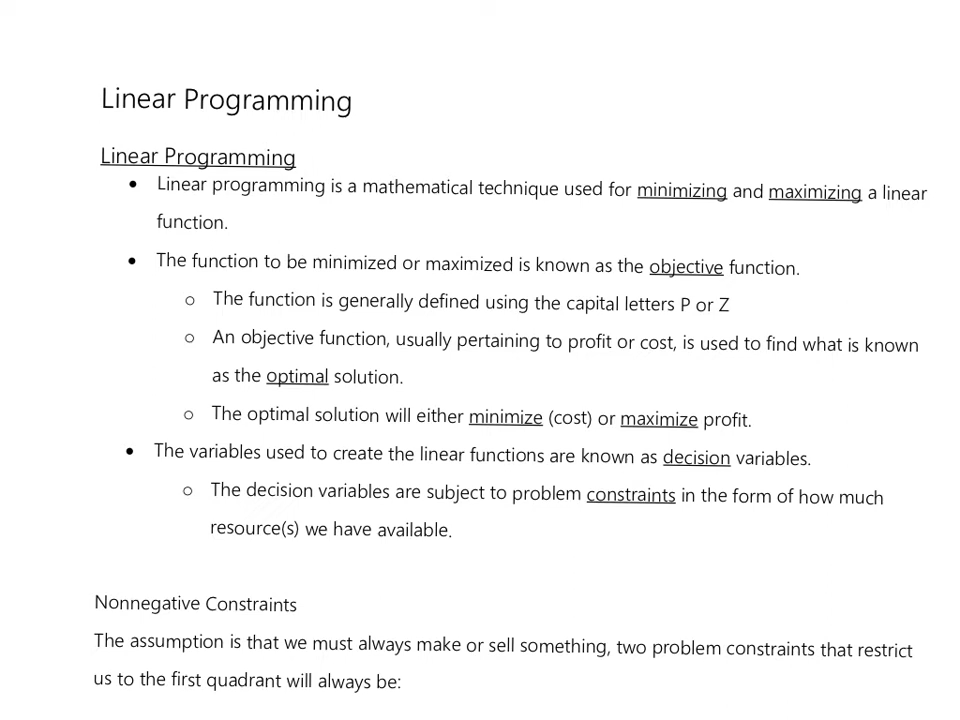 Linear Programming
Linear Programming
• Linear programming is a mathematical technique used for minimizing and maximizing a linear
function.
• The function to be minimized or maximized is known as the objective function.
○ The function is generally defined using the capital letters P or Z
○ An objective function, usually pertaining to profit or cost, is used to find what is known
as the optimal solution.
○ The optimal solution will either minimize (cost) or maximize profit.
• The variables used to create the linear functions are known as decision variables.
○ The decision variables are subject to problem constraints in the form of how much
resource(s) we have available.
Nonnegative Constraints
The assumption is that we must always make or sell something, two problem constraints that restrict
us to the first quadrant will always be: